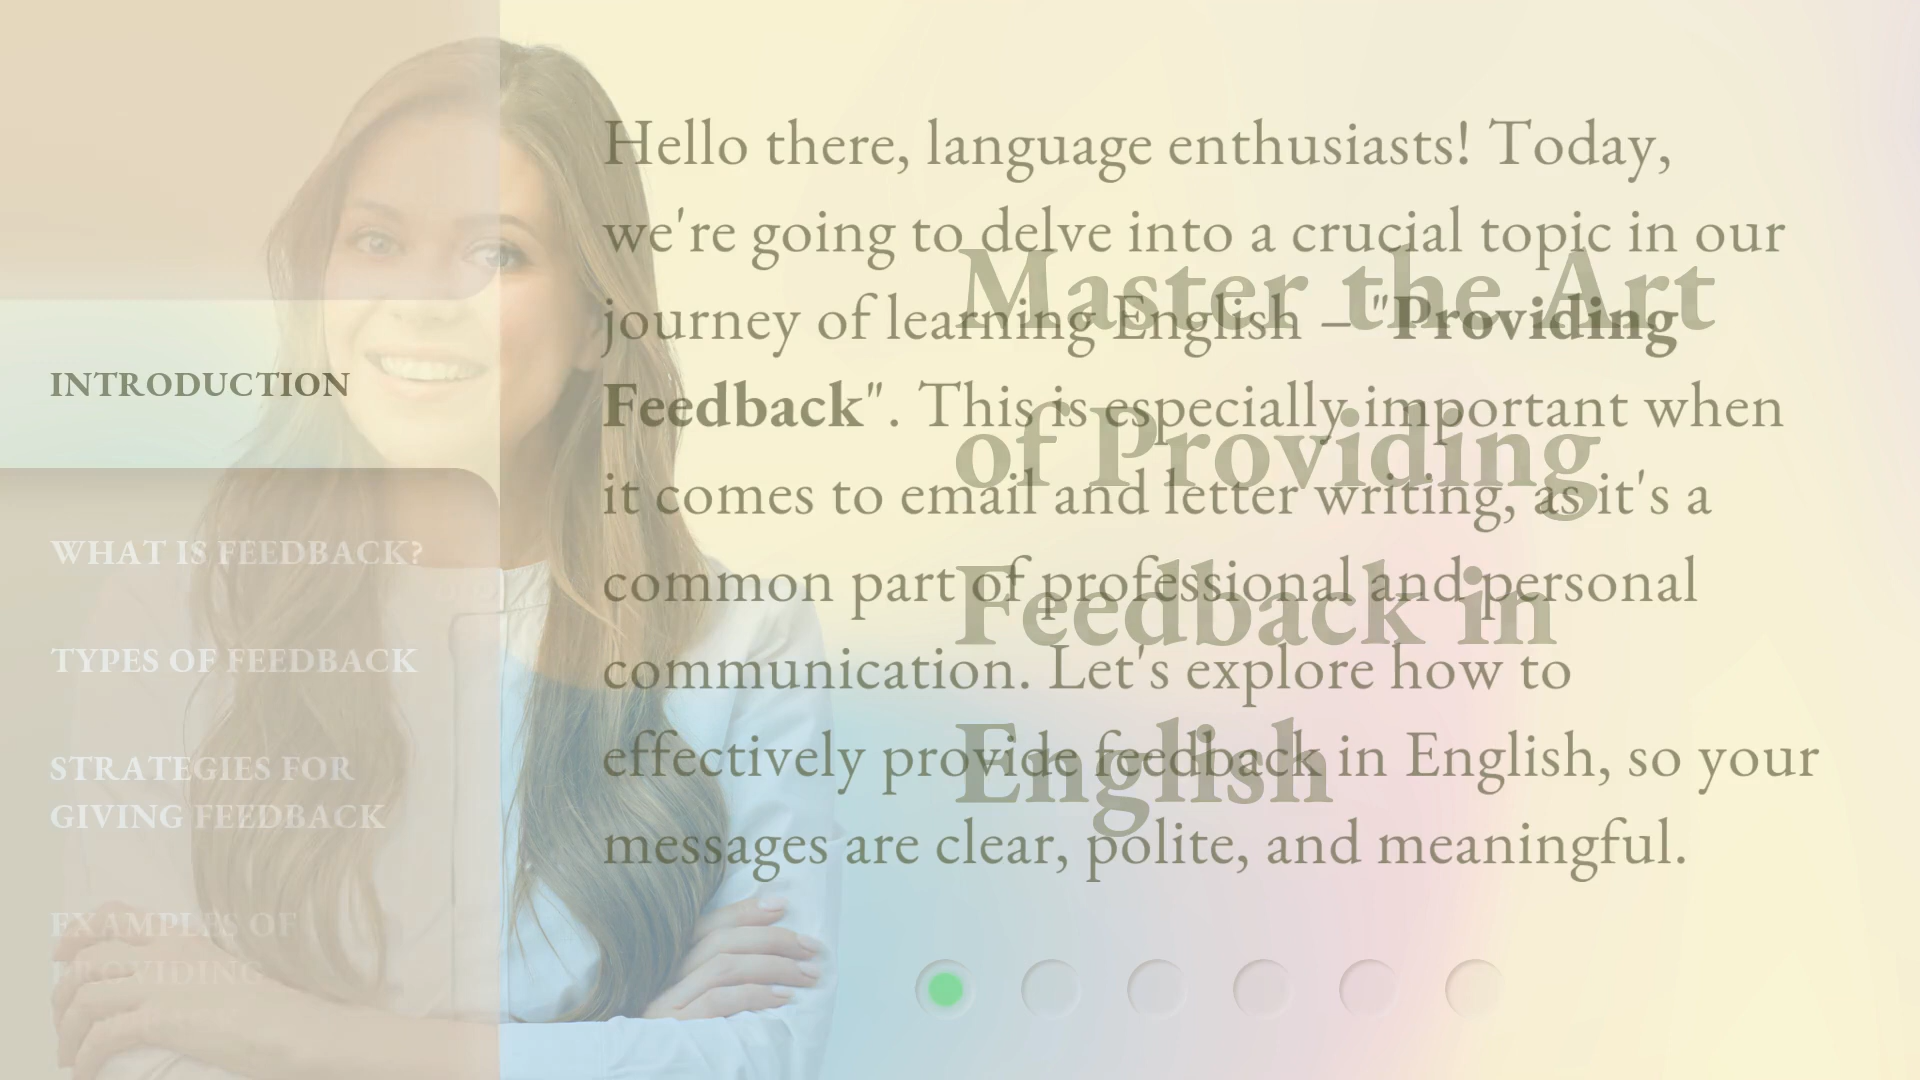 INTRODUCTION
WHAT IS FEEDBACK?
TYPES OF FEEDBACK
STRATEGIES FOR
GIVING FEEDBACK
EXAMPLES OF
PROVIDING
Hello there, language enthusiasts! Today,
we're going to delve into a crucial topic in our
journey of learning English – "Providing
Feedback". This is especially important when
it comes to email and letter writing, as it's a
common part of professional and personal
communication. Let's explore how to
effectively provide feedback in English, so your
messages are clear, polite, and meaningful.
Master the Art
of Providing
Feedback in
English